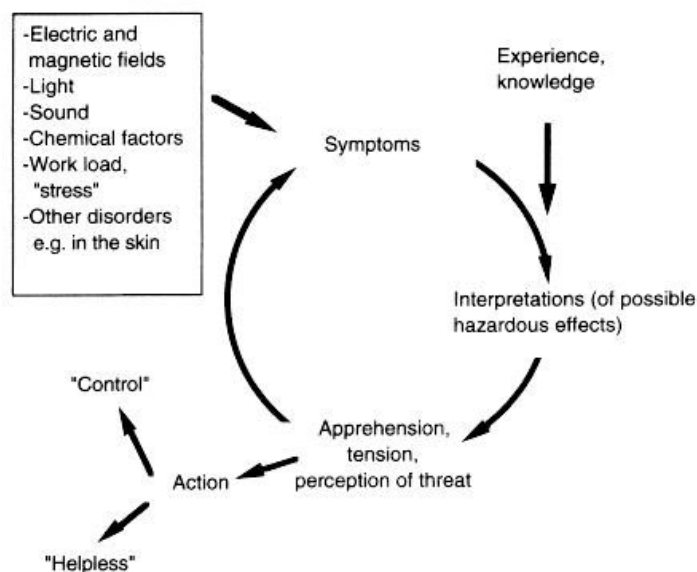 -Electric and
magnetic fields
-Light
-Sound
-Chemical factors
-Work load,
"stress"
-Other disorders
e.g. in the skin
Experience,
knowledge
Symptoms
Interpretations (of possible
hazardous effects)
Apprehension,
tension,
perception of threat
Action
"Control"
"Helpless"